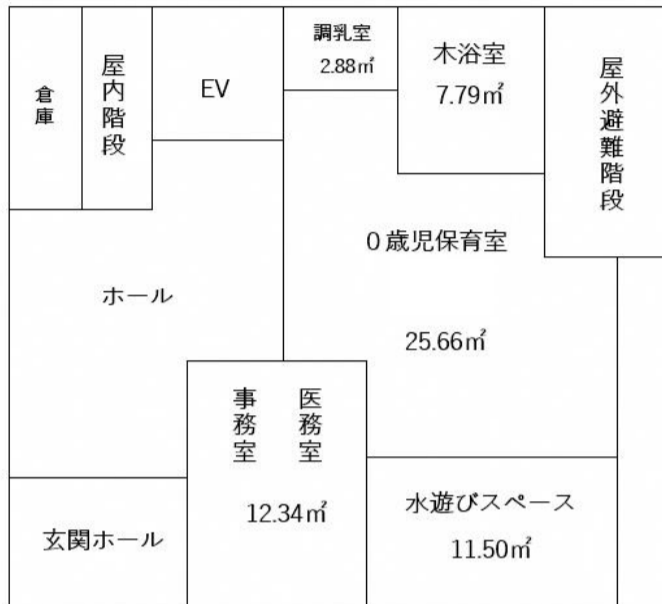 倉庫
屋内階段
EV
調乳室
2.88㎡
木浴室
7.79㎡
屋外避難階段
0歳児保育室
25.66㎡
ホール
事務室
医務室
12.34㎡
玄関ホール
水遊びスペース
11.50㎡